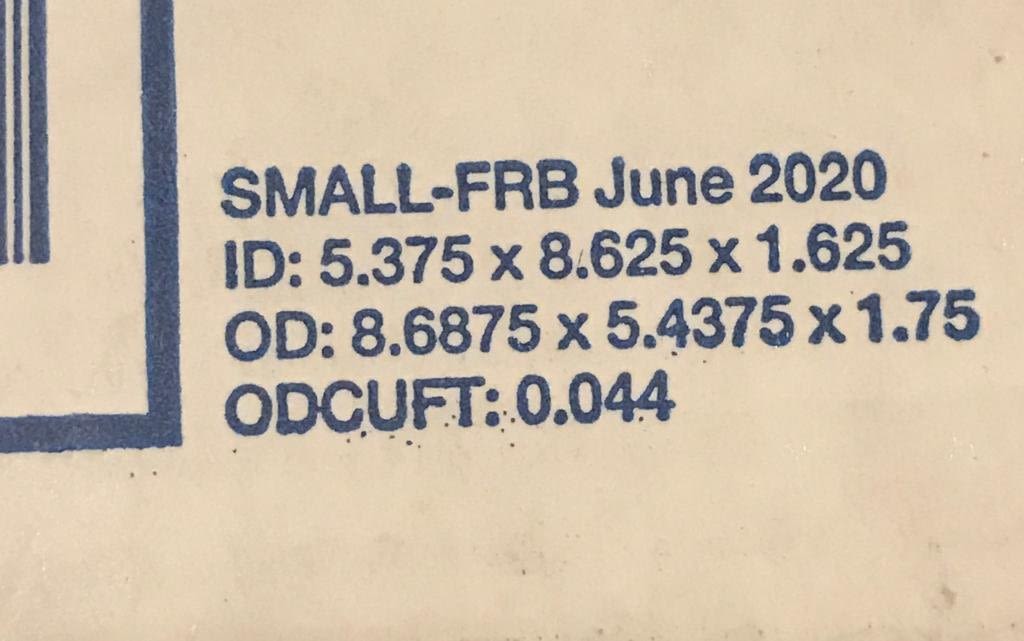 SMALL-FRB June 2020
ID: 5.375 x 8.625 x 1.625
OD: 8.6875 x 5.4375 x 1.75
ODCUFT: 0.044